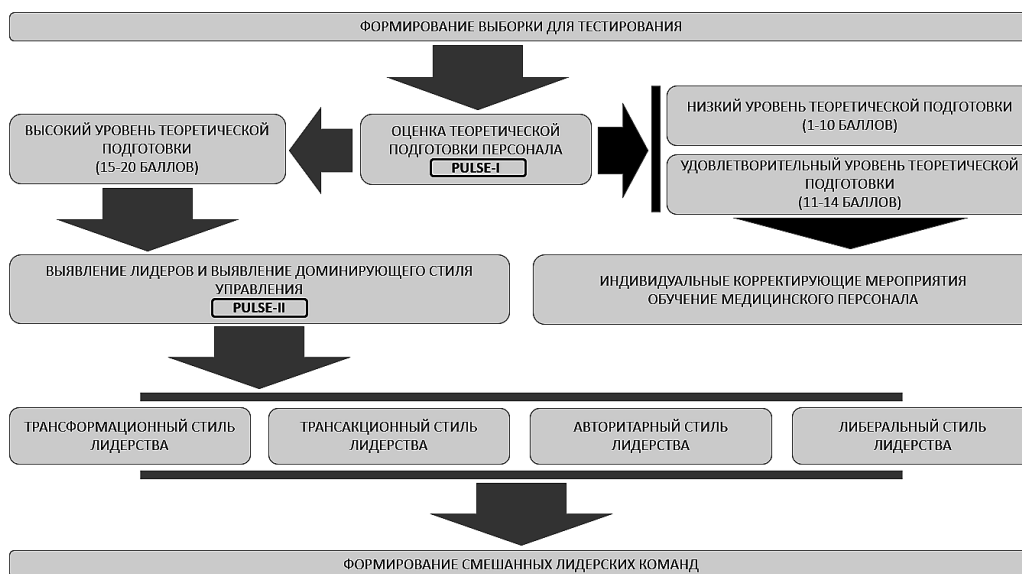 ФОРМИРОВАНИЕ ВЫБОРКИ ДЛЯ ТЕСТИРОВАНИЯ
ВЫСОКИЙ УРОВЕНЬ ТЕОРЕТИЧЕСКОЙ
ПОДГОТОВКИ
(15-20 БАЛЛОВ)
ОЦЕНКА ТЕОРЕТИЧЕСКОЙ
ПОДГОТОВКИ ПЕРСОНАЛА
PULSE-I
НИЗКИЙ УРОВЕНЬ ТЕОРЕТИЧЕСКОЙ ПОДГОТОВКИ
(1-10 БАЛЛОВ)
УДОВЛЕТВОРИТЕЛЬНЫЙ УРОВЕНЬ ТЕОРЕТИЧЕСКОЙ
ПОДГОТОВКИ
(11-14 БАЛЛОВ)
ВЫЯВЛЕНИЕ ЛИДЕРОВ И ВЫЯВЛЕНИЕ ДОМИНИРУЮЩЕГО СТИЛЯ
УПРАВЛЕНИЯ
PULSE-II
ИНДИВИДУАЛЬНЫЕ КОРРЕКТИРУЮЩИЕ МЕРОПРИЯТИЯ
ОБУЧЕНИЕ МЕДИЦИНСКОГО ПЕРСОНАЛА
ТРАНСФОРМАЦИОННЫЙ СТИЛЬ
ЛИДЕРСТВА
ТРАНСАКЦИОННЫЙ СТИЛЬ
ЛИДЕРСТВА
АВТОРИТАРНЫЙ СТИЛЬ
ЛИДЕРСТВА
ЛИБЕРАЛЬНЫЙ СТИЛЬ
ЛИДЕРСТВА
ФОРМИРОВАНИЕ СМЕШАННЫХ ЛИДЕРСКИХ КОМАНД